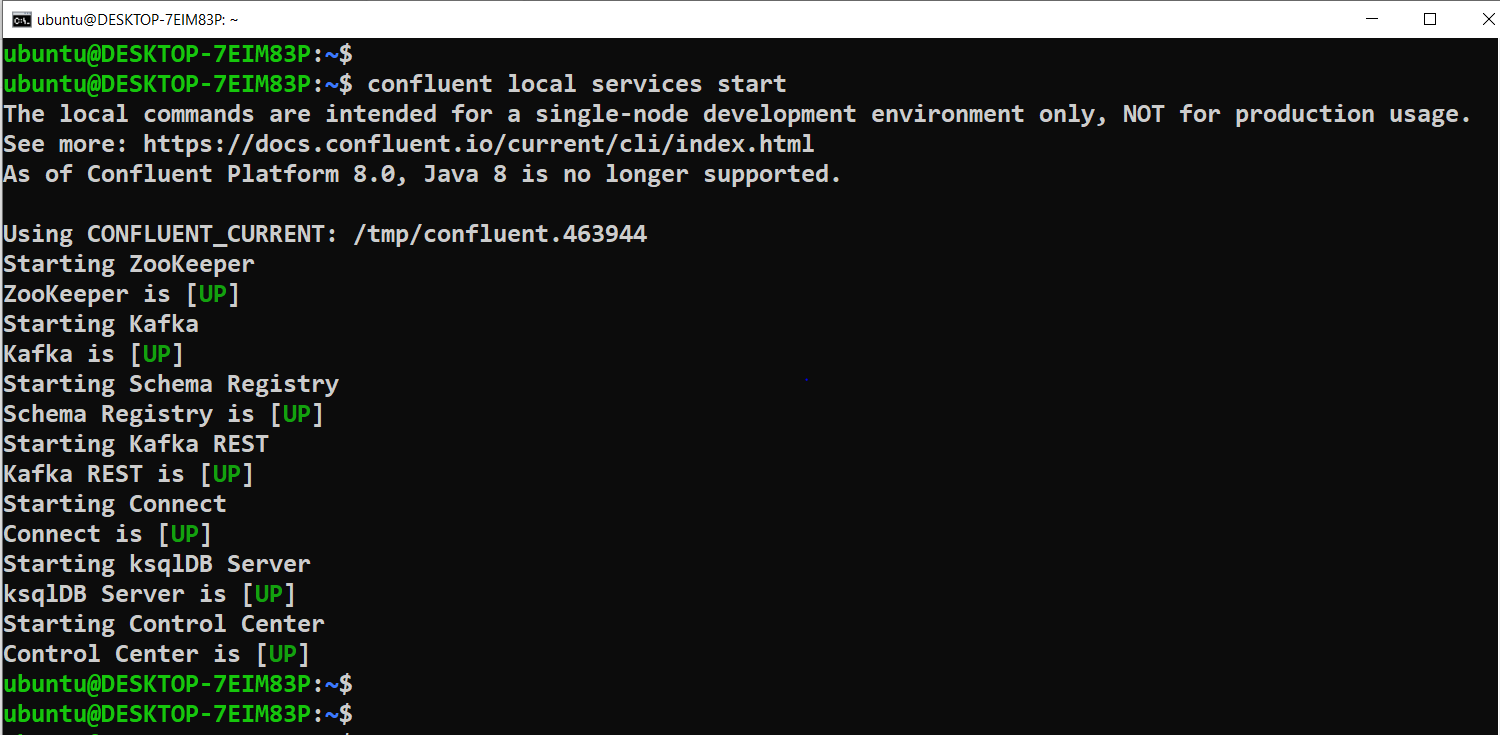 ubuntu@DESKTOP-7EIM83P: ~
ubuntu@DESKTOP-7EIM83P:~$
ubuntu@DESKTOP-7EIM83P:~$ confluent local services start
The local commands are intended for a single-node development environment only, NOT for production usage.
See more: https://docs.confluent.io/current/cli/index.html
As of Confluent Platform 8.0, Java 8 is no longer supported.
Using CONFLUENT_CURRENT: /tmp/confluent.463944
Starting ZooKeeper
ZooKeeper is [UP]
Starting Kafka
Kafka is [UP]
Starting Schema Registry
Schema Registry is [UP]
Starting Kafka REST
Kafka REST is [UP]
Starting Connect
Connect is [UP]
Starting ksqlDB Server
ksqlDB Server is [UP]
Starting Control Center
Control Center is [UP]
ubuntu@DESKTOP-7EIM83P:~$
ubuntu@DESKTOP-7EIM83P:~$